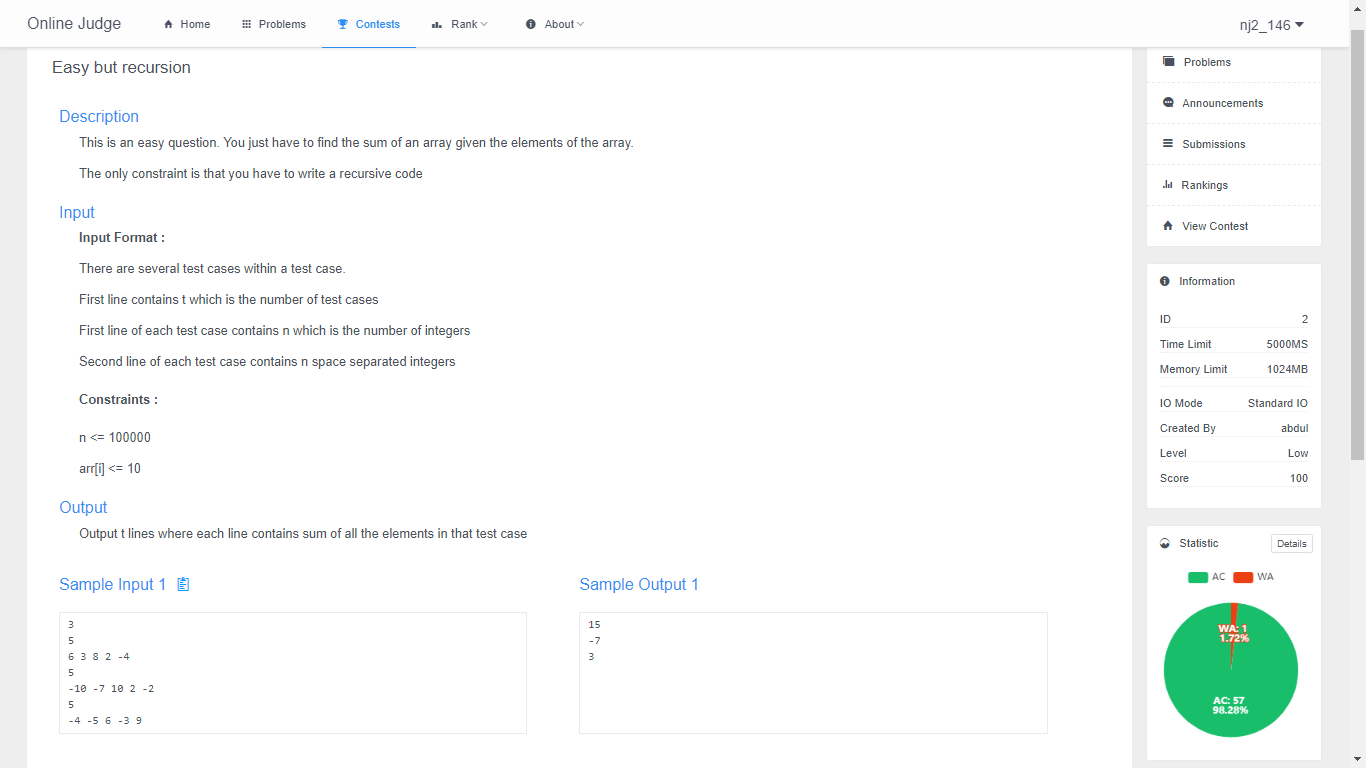 Online Judge
Home
Problems
Contests
Rank
About
nj2_146
Easy but recursion
Description
This is an easy question. You just have to find the sum of an array given the elements of the array.
The only constraint is that you have to write a recursive code
Input
Input Format :
There are several test cases within a test case.
First line contains t which is the number of test cases
First line of each test case contains n which is the number of integers
Second line of each test case contains n space separated integers
Constraints :
n <= 100000
arr[i] <= 10
Output
Output t lines where each line contains sum of all the elements in that test case
Sample Input 1
3
5
6 3 8 2 -4
5
-10 -7 10 2 -2
5
-4 -5 6 -3 9
Sample Output 1
15
-7
3
Problems
Announcements
Submissions
Rankings
View Contest
Information
ID 2
Time Limit 5000MS
Memory Limit 1024MB
IO Mode Standard IO
Created By abdul
Level Low
Score 100
Statistic Details
AC WA
WA: 1
1.72%
AC: 57
98.28%